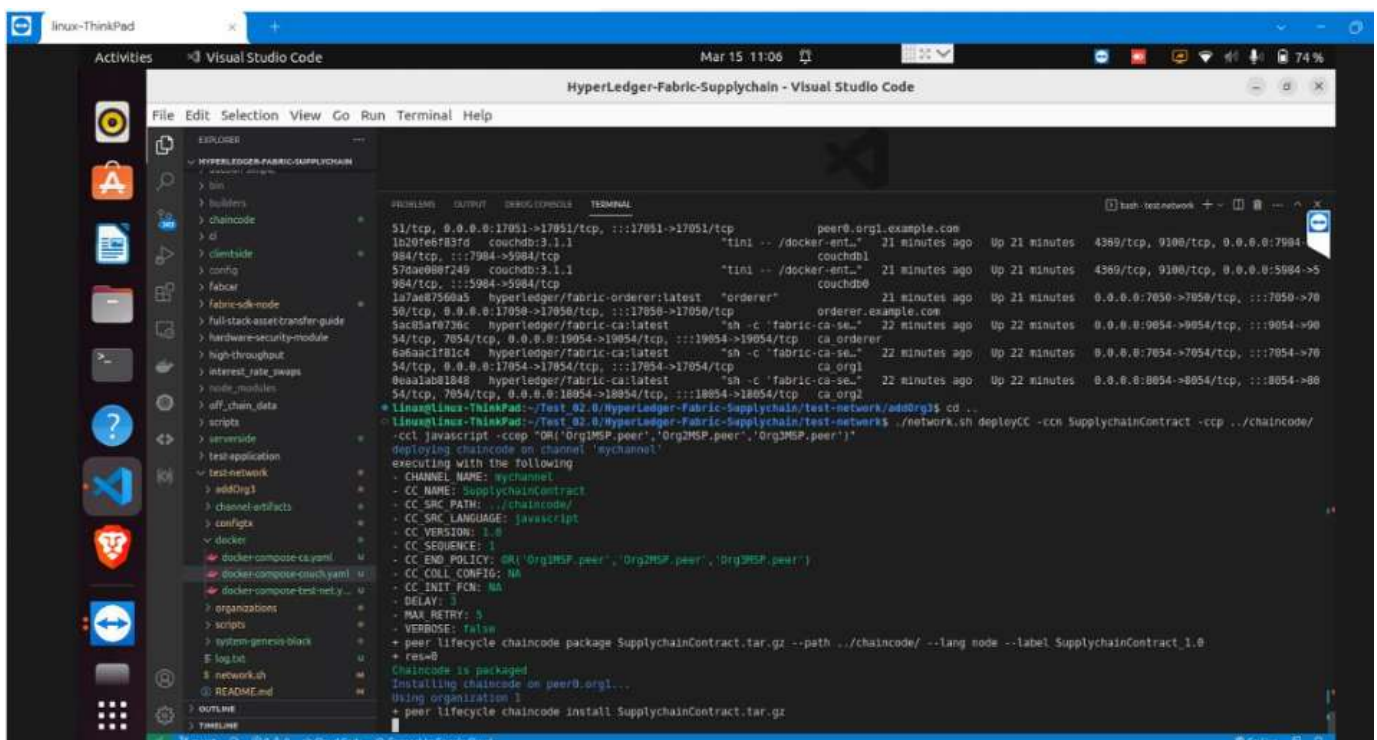 linux-ThinkPad
Activities
Visual Studio Code
Mar 15 11:06
74 %
HyperLedger-Fabric-Supplychain - Visual Studio Code
File Edit Selection View Go Run Terminal Help
EXPLORER
HYPERLEDGER-FABRIC-SUPPLYCHAIN
> bin
> builders
> chaincode
> ci
> clientside
> config
> fabcar
> fabric-sdk-node
> full-stack-asset-transfer-guide
> hardware-security-module
> high-throughput
> interest_rate_swaps
> node_modules
> off_chain_data
> scripts
> serverside
> test-application
test-network
> addOrg3
> channel-artifacts
> configtx
docker
docker-compose-ca.yaml U
docker-compose-couch.yaml U
docker-compose-test-net.y... U
> organizations
> scripts
> system-genesis-block
log.txt U
$ network.sh M
README.md M
> OUTLINE
> TIMELINE
PROBLEMS OUTPUT DEBUG CONSOLE TERMINAL
bash - test-network
51/tcp, 0.0.0.0:17051->17051/tcp, :::17051->17051/tcp peer0.org1.example.com
1b20fe6f83fd couchdb:3.1.1 "tini -- /docker-ent…" 21 minutes ago Up 21 minutes 4369/tcp, 9100/tcp, 0.0.0.0:7984-
984/tcp, :::7984->5984/tcp couchdb1
57dae080f249 couchdb:3.1.1 "tini -- /docker-ent…" 21 minutes ago Up 21 minutes 4369/tcp, 9100/tcp, 0.0.0.0:5984->5
984/tcp, :::5984->5984/tcp couchdb0
1a7ae87560a5 hyperledger/fabric-orderer:latest "orderer" 21 minutes ago Up 21 minutes 0.0.0.0:7050->7050/tcp, :::7050->70
50/tcp, 0.0.0.0:17050->17050/tcp, :::17050->17050/tcp orderer.example.com
5ac05af0736c hyperledger/fabric-ca:latest "sh -c 'fabric-ca-se…" 22 minutes ago Up 22 minutes 0.0.0.0:9054->9054/tcp, :::9054->90
54/tcp, 7054/tcp, 0.0.0.0:19054->19054/tcp, :::19054->19054/tcp ca_orderer
6a6aac1f81c4 hyperledger/fabric-ca:latest "sh -c 'fabric-ca-se…" 22 minutes ago Up 22 minutes 0.0.0.0:7054->7054/tcp, :::7054->70
54/tcp, 0.0.0.0:17054->17054/tcp, :::17054->17054/tcp ca_org1
0eaa1ab81848 hyperledger/fabric-ca:latest "sh -c 'fabric-ca-se…" 22 minutes ago Up 22 minutes 0.0.0.0:8054->8054/tcp, :::8054->80
54/tcp, 7054/tcp, 0.0.0.0:18054->18054/tcp, :::18054->18054/tcp ca_org2
linux@linux-ThinkPad:~/Test_02.0/HyperLedger-Fabric-Supplychain/test-network/addOrg3$ cd ..
linux@linux-ThinkPad:~/Test_02.0/HyperLedger-Fabric-Supplychain/test-network$ ./network.sh deployCC -ccn SupplychainContract -ccp ../chaincode/
-ccl javascript -ccep "OR('Org1MSP.peer','Org2MSP.peer','Org3MSP.peer')"
deploying chaincode on channel 'mychannel'
executing with the following
- CHANNEL_NAME: mychannel
- CC_NAME: SupplychainContract
- CC_SRC_PATH: ../chaincode/
- CC_SRC_LANGUAGE: javascript
- CC_VERSION: 1.0
- CC_SEQUENCE: 1
- CC_END_POLICY: OR('Org1MSP.peer','Org2MSP.peer','Org3MSP.peer')
- CC_COLL_CONFIG: NA
- CC_INIT_FCN: NA
- DELAY: 3
- MAX_RETRY: 5
- VERBOSE: false
+ peer lifecycle chaincode package SupplychainContract.tar.gz --path ../chaincode/ --lang node --label SupplychainContract_1.0
+ res=0
Chaincode is packaged
Installing chaincode on peer0.org1...
Using organization 1
+ peer lifecycle chaincode install SupplychainContract.tar.gz